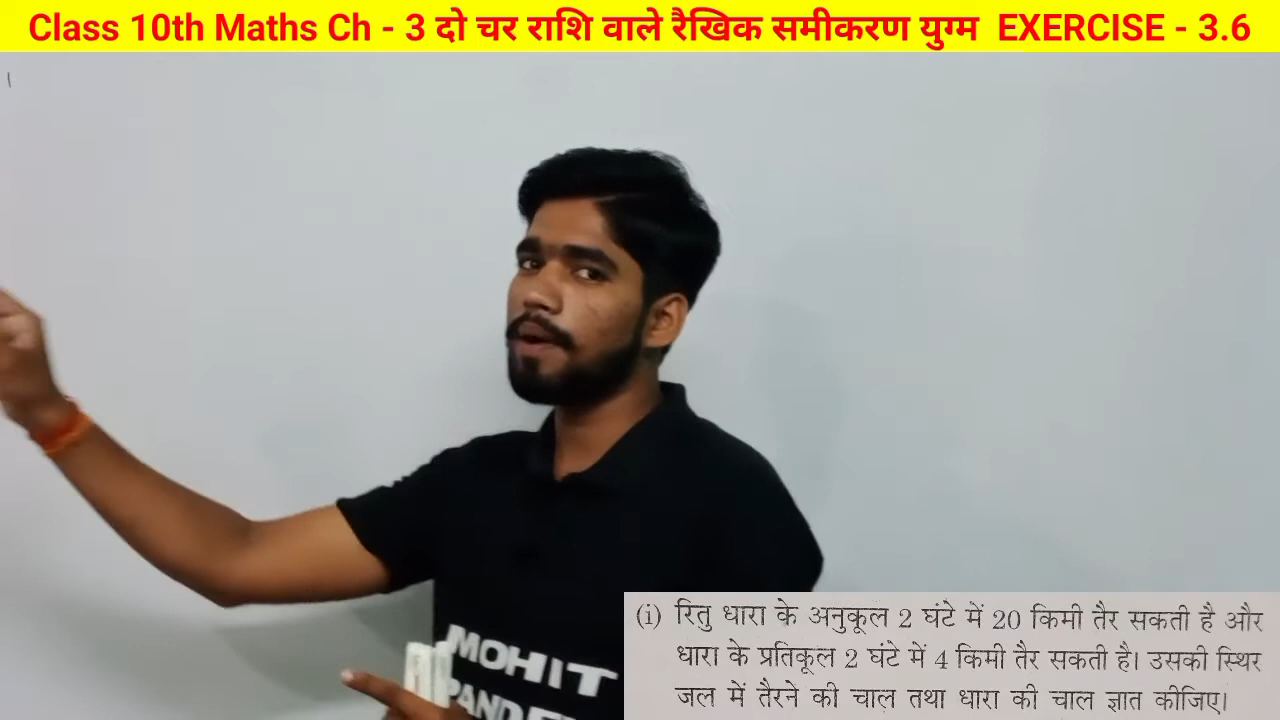 Class 10th Maths Ch - 3 दो चर राशि वाले रैखिक समीकरण युग्म EXERCISE - 3.6
MOHIT
(i) रितु धारा के अनुकूल 2 घंटे में 20 किमी तैर सकती है और
धारा के प्रतिकूल 2 घंटे में 4 किमी तैर सकती है। उसकी स्थिर
जल में तैरने की चाल तथा धारा की चाल ज्ञात कीजिए।